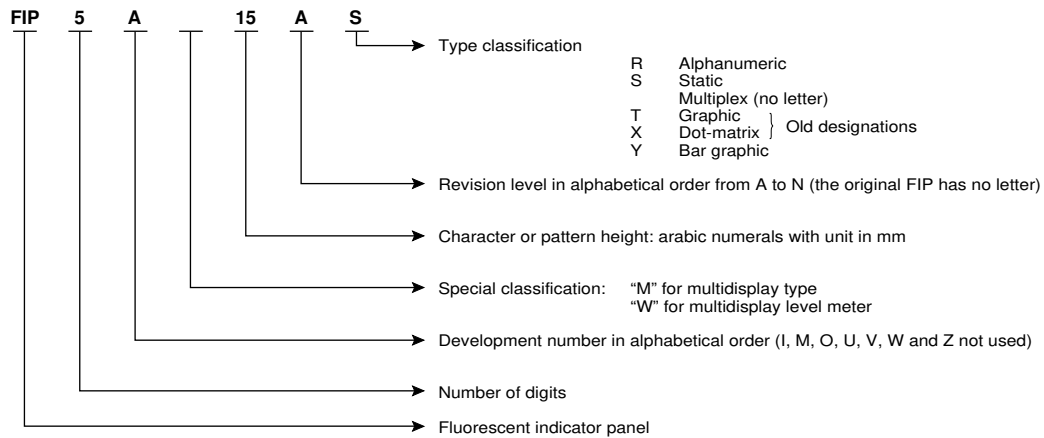 FIP 5 A 15 A S
Type classification
R Alphanumeric
S Static
Multiplex (no letter)
T Graphic
X Dot-matrix } Old designations
Y Bar graphic
Revision level in alphabetical order from A to N (the original FIP has no letter)
Character or pattern height: arabic numerals with unit in mm
Special classification: “M” for multidisplay type
“W” for multidisplay level meter
Development number in alphabetical order (I, M, O, U, V, W and Z not used)
Number of digits
Fluorescent indicator panel